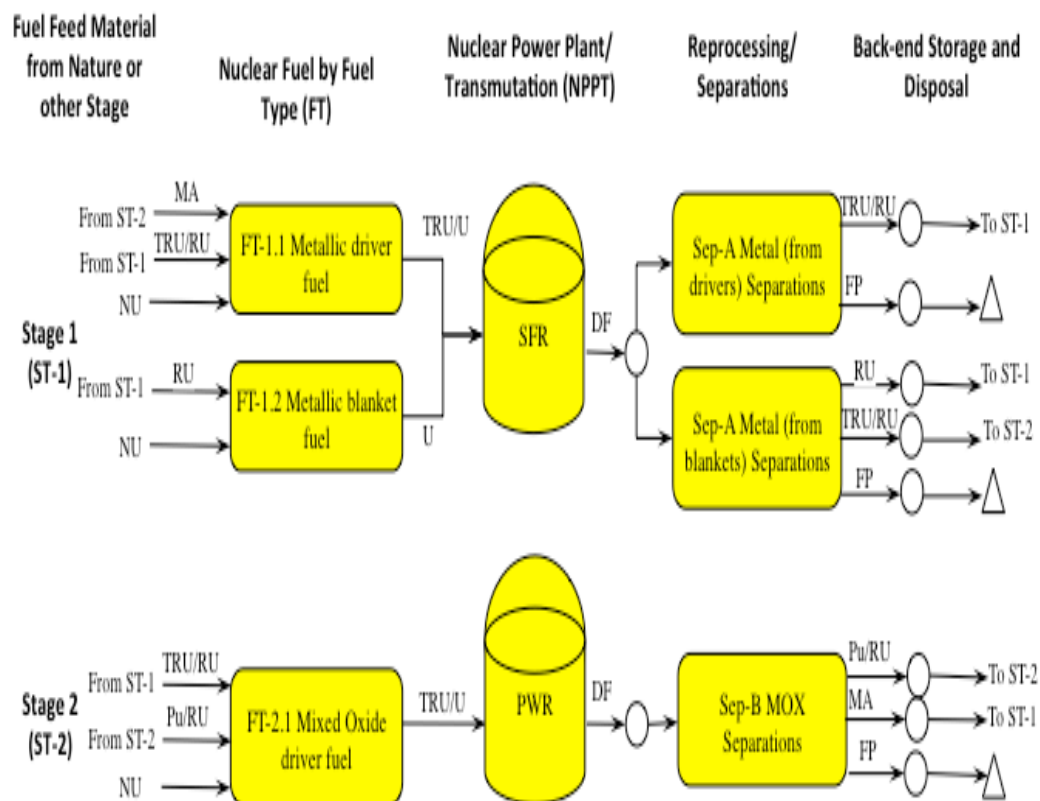 Fuel Feed Material
from Nature or
other Stage
Nuclear Fuel by Fuel
Type (FT)
Nuclear Power Plant/
Transmutation (NPPT)
Reprocessing/
Separations
Back-end Storage and
Disposal
Stage 1
(ST-1)
From ST-2
MA
From ST-1
TRU/RU
NU
FT-1.1 Metallic driver
fuel
TRU/U
From ST-1
RU
NU
FT-1.2 Metallic blanket
fuel
U
SFR
DF
Sep-A Metal (from
drivers) Separations
TRU/RU
To ST-1
FP
Sep-A Metal (from
blankets) Separations
RU
To ST-1
TRU/RU
To ST-2
FP
Stage 2
(ST-2)
From ST-1
TRU/RU
From ST-2
Pu/RU
NU
FT-2.1 Mixed Oxide
driver fuel
TRU/U
PWR
DF
Sep-B MOX
Separations
Pu/RU
To ST-2
MA
To ST-1
FP